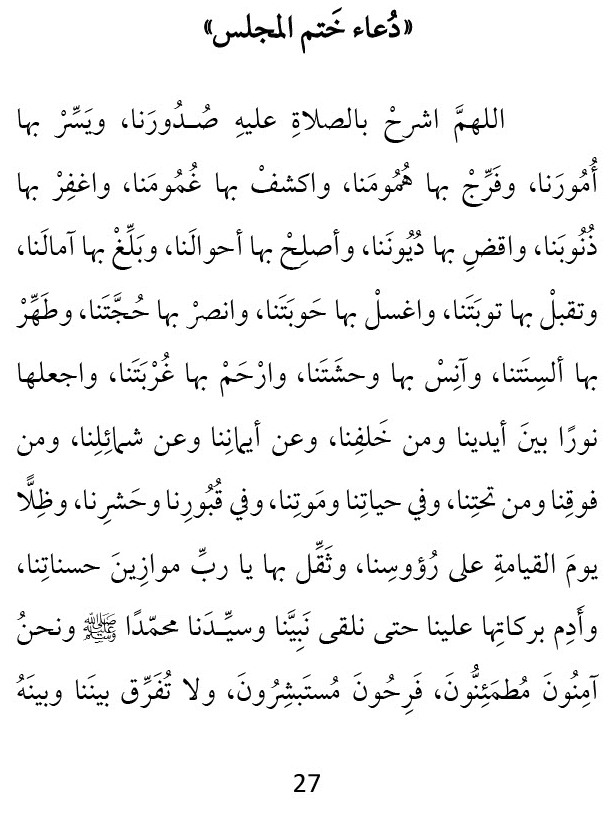 «دُعاء خَتم المجلس»
اللهمَّ اشرحْ بالصلاةِ عليهِ صُـدُورَنا، ويَسِّرْ بها
أُمُورَنا، وفَرِّجْ بها هُمُومَنا، واكشفْ بها غُمُومَنا، واغفِرْ بها
ذُنُوبَنا، واقضِ بها دُيُونَنا، وأصلِحْ بها أحوالَنا، وبَلِّغْ بها آمالَنا،
وتقبلْ بها توبَتَنا، واغسلْ بها حَوبَتَنا، وانصرْ بها حُجَّتَنا، وطَهِّرْ
بها ألسِنَتنا، وآنِسْ بها وحشَتَنا، وارْحَمْ بها غُرْبَتَنا، واجعلها
نورًا بينَ أيدينا ومن خَلفِنا، وعن أيمانِنا وعن شمائِلِنا، ومن
فوقِنا ومن تحتِنا، وفي حياتِنا ومَوتِنا، وفي قُبُورِنا وحَشرِنا، وظِلًّا
يومَ القيامةِ على رُؤوسِنا، وثَقِّل بها يا ربِّ موازِينَ حسناتِنا،
وأَدِم بركاتِها علينا حتى نلقى نَبِيَّنا وسيِّـدَنا محمّدًا ﷺ ونحنُ
آمِنُونَ مُطمَئِنُّونَ، فَرِحُونَ مُستَبشِرُونَ، ولا تُفَرِّق بينَنا وبينَهُ
27